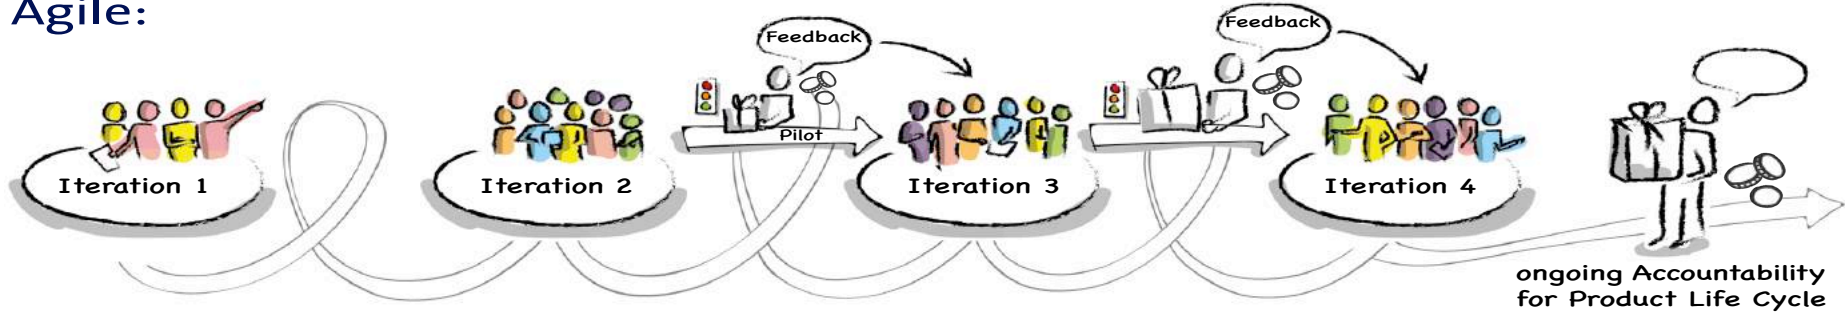 Agile:
Feedback
Feedback
Pilot
Iteration 1
Iteration 2
Iteration 3
Iteration 4
ongoing Accountability
for Product Life Cycle